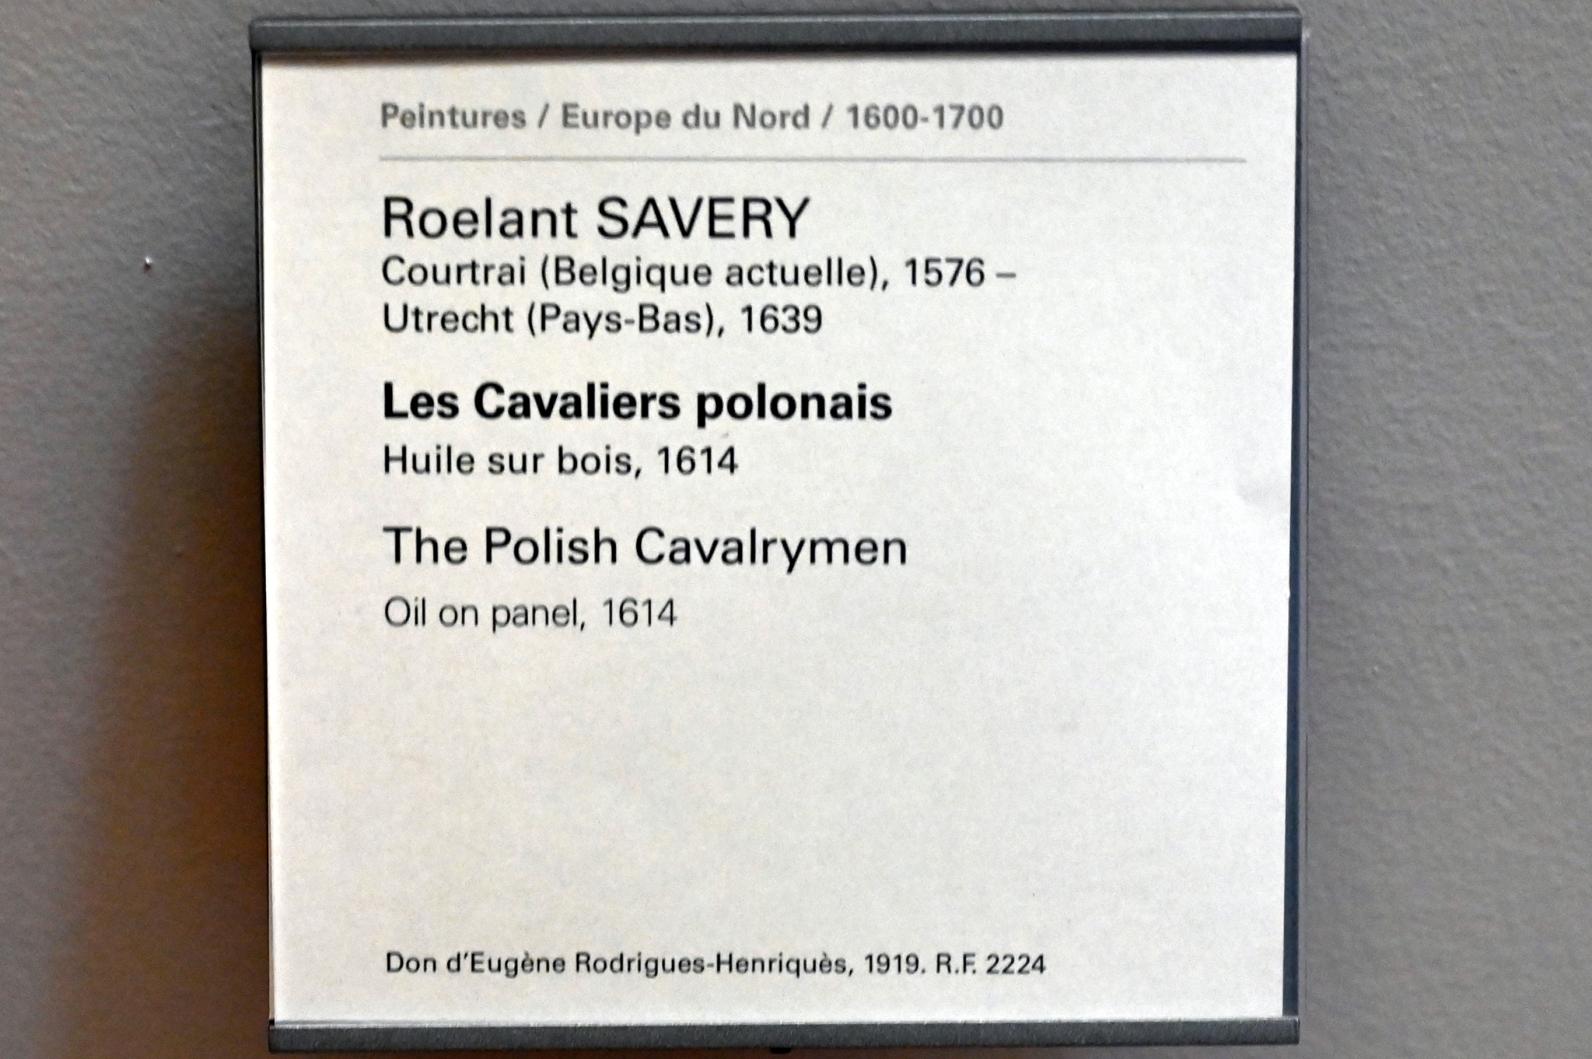 Peintures / Europe du Nord / 1600-1700
Roelant SAVERY
Courtrai (Belgique actuelle), 1576 –
Utrecht (Pays-Bas), 1639
Les Cavaliers polonais
Huile sur bois, 1614
The Polish Cavalrymen
Oil on panel, 1614
Don d'Eugène Rodrigues-Henriquès, 1919. R.F. 2224